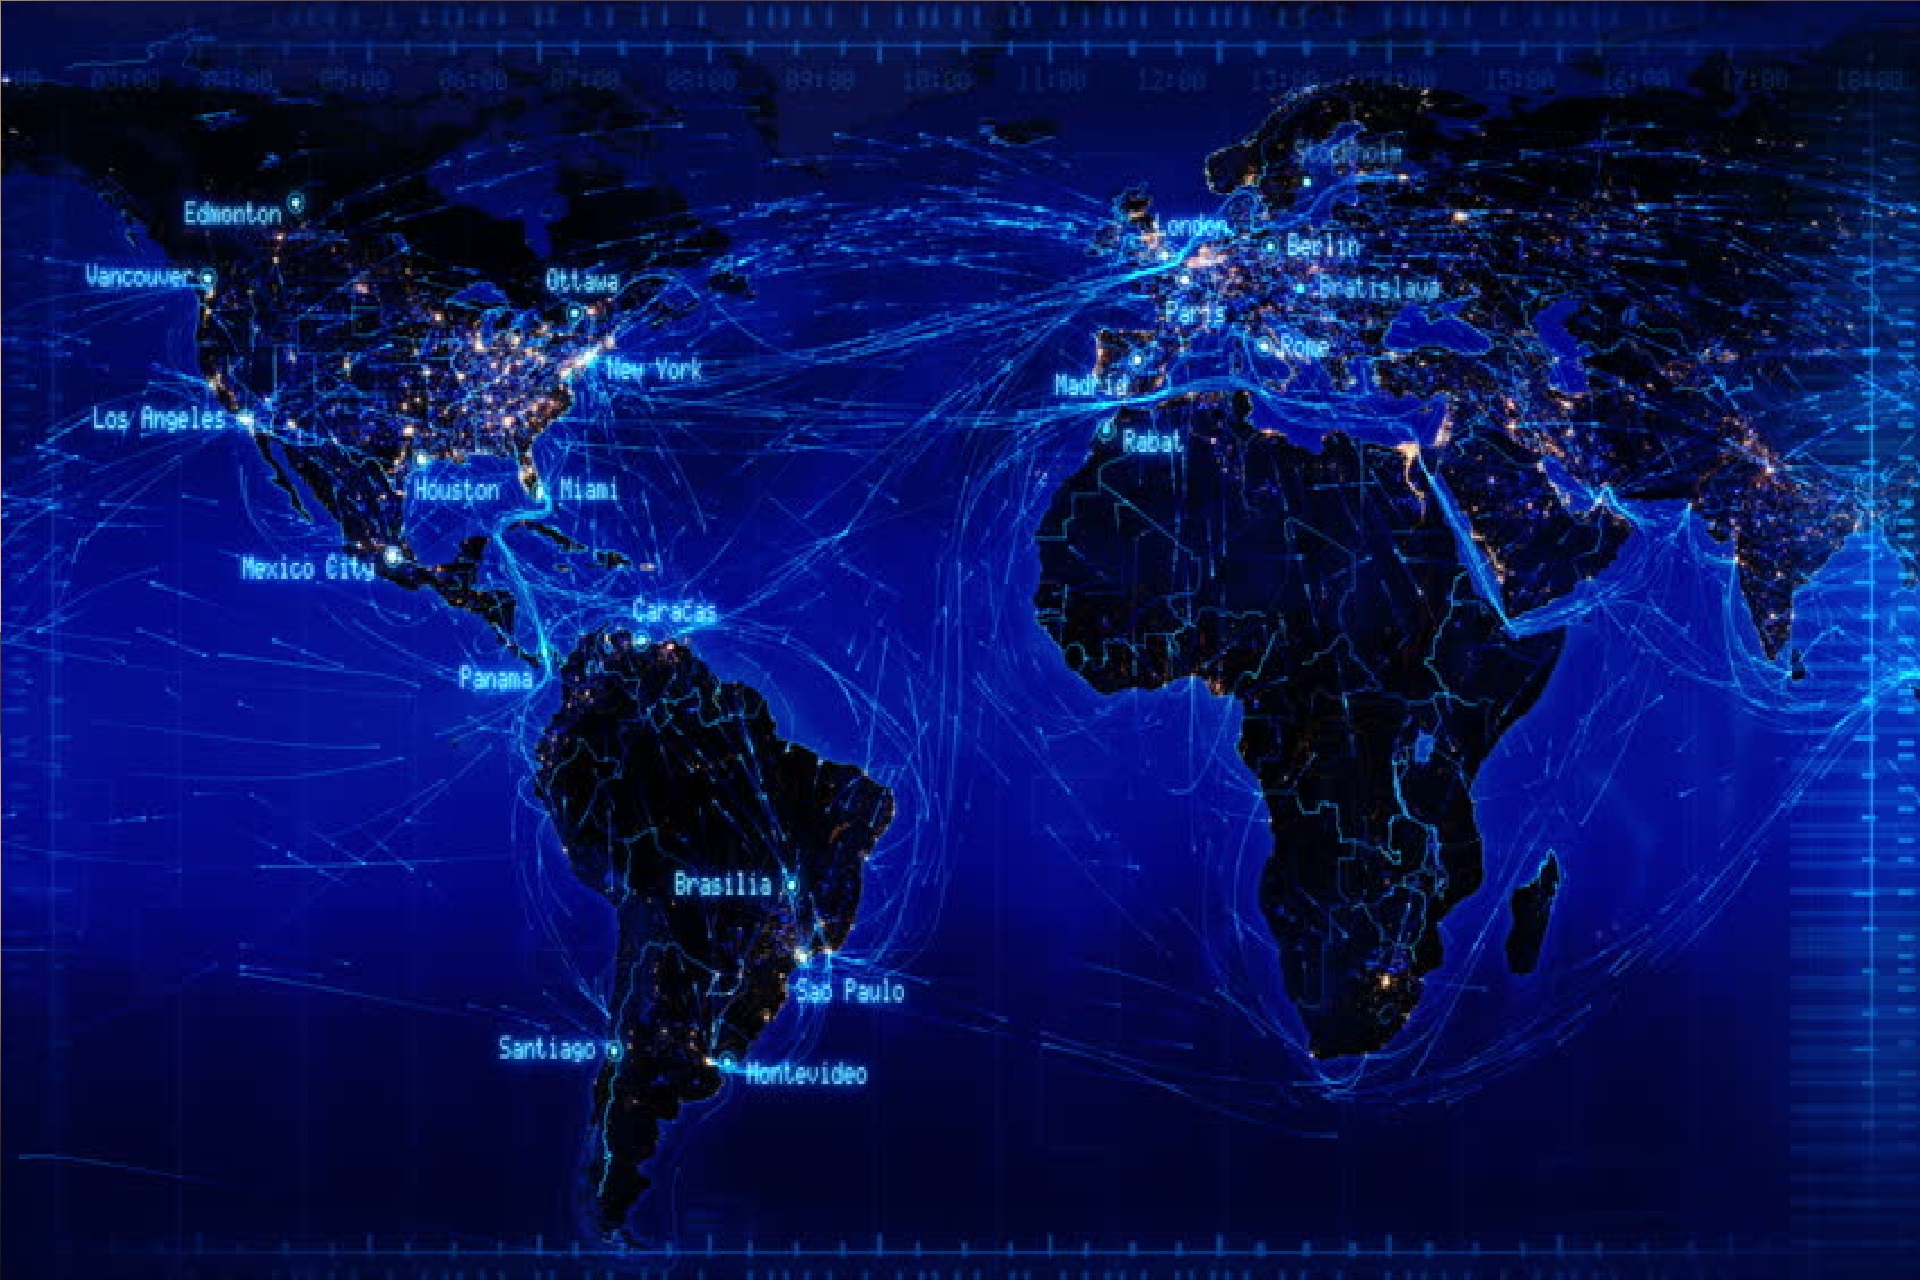 03:00 04:00 05:00 06:00 07:00 08:00 09:00 10:00 11:00 12:00 13:00 14:00 15:00 16:00 17:00 18:00
Stockholm
Edmonton
London
Berlin
Vancouver
Ottawa
Bratislava
Paris
Rome
New York
Madrid
Los Angeles
Rabat
Houston
Miami
Mexico City
Caracas
Panama
Brasilia
Sao Paulo
Santiago
Montevideo